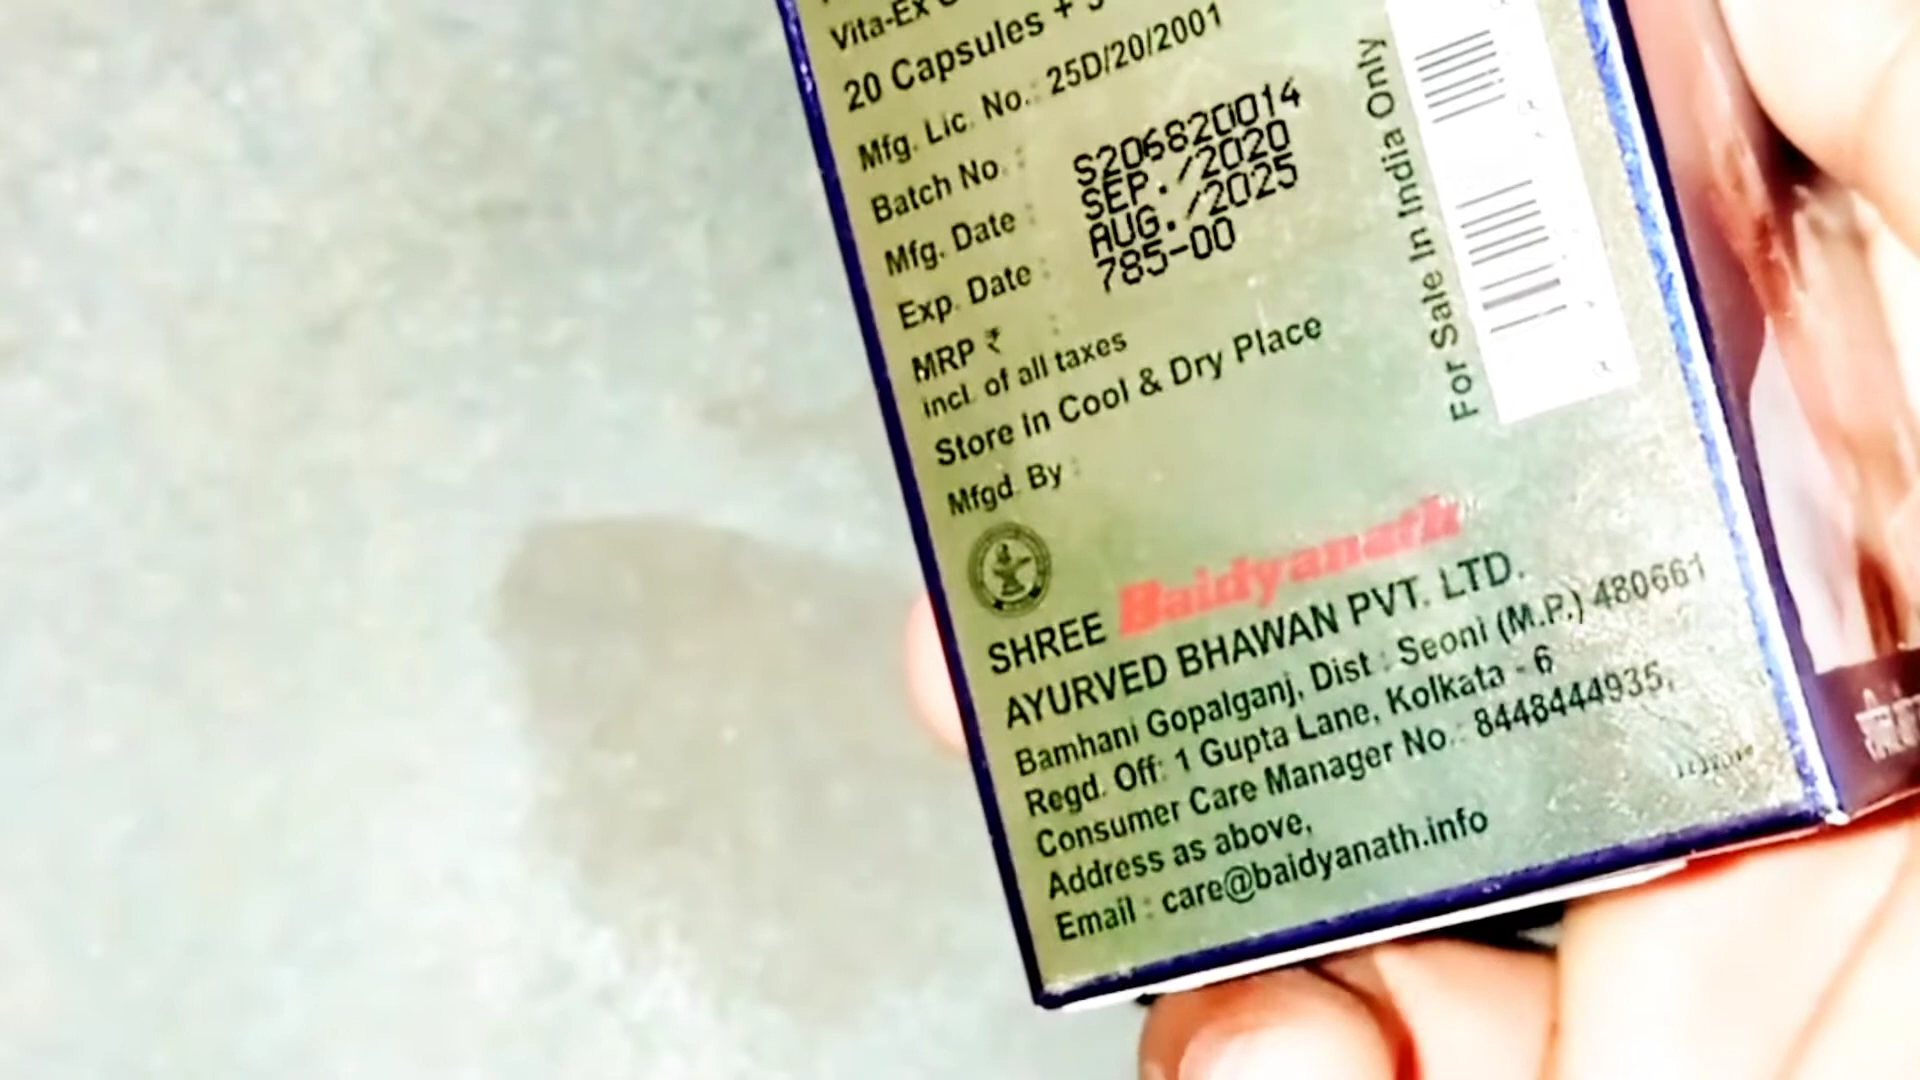 Vita-Ex
20 Capsules +
Mfg. Lic. No.: 25D/20/2001
Batch No. : S206820014
Mfg. Date : SEP./2020
Exp. Date : AUG./2025
MRP ₹ : 785-00
incl. of all taxes
Store In Cool & Dry Place
Mfgd. By :
SHREE Baidyanath
AYURVED BHAWAN PVT. LTD.
Bamhani Gopalganj, Dist : Seoni (M.P.) 480661
Regd. Off: 1 Gupta Lane, Kolkata - 6
Consumer Care Manager No.: 8448444935,
Address as above,
Email : care@baidyanath.info
For Sale In India Only